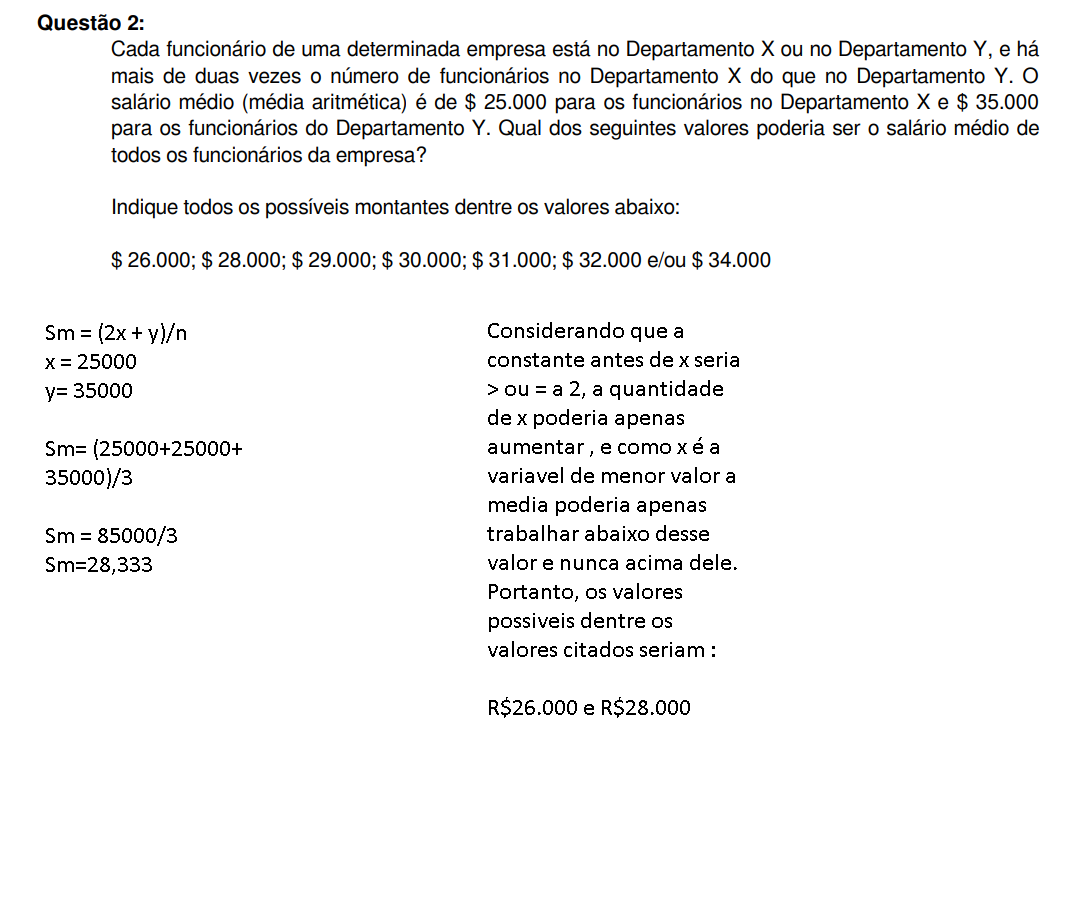 Questão 2:
Cada funcionário de uma determinada empresa está no Departamento X ou no Departamento Y, e há
mais de duas vezes o número de funcionários no Departamento X do que no Departamento Y. O
salário médio (média aritmética) é de $ 25.000 para os funcionários no Departamento X e $ 35.000
para os funcionários do Departamento Y. Qual dos seguintes valores poderia ser o salário médio de
todos os funcionários da empresa?
Indique todos os possíveis montantes dentre os valores abaixo:
$ 26.000; $ 28.000; $ 29.000; $ 30.000; $ 31.000; $ 32.000 e/ou $ 34.000
Sm = (2x + y)/n
x = 25000
y= 35000
Sm= (25000+25000+
35000)/3
Sm = 85000/3
Sm=28,333
Considerando que a
constante antes de x seria
> ou = a 2, a quantidade
de x poderia apenas
aumentar , e como x é a
variavel de menor valor a
media poderia apenas
trabalhar abaixo desse
valor e nunca acima dele.
Portanto, os valores
possiveis dentre os
valores citados seriam :
R$26.000 e R$28.000